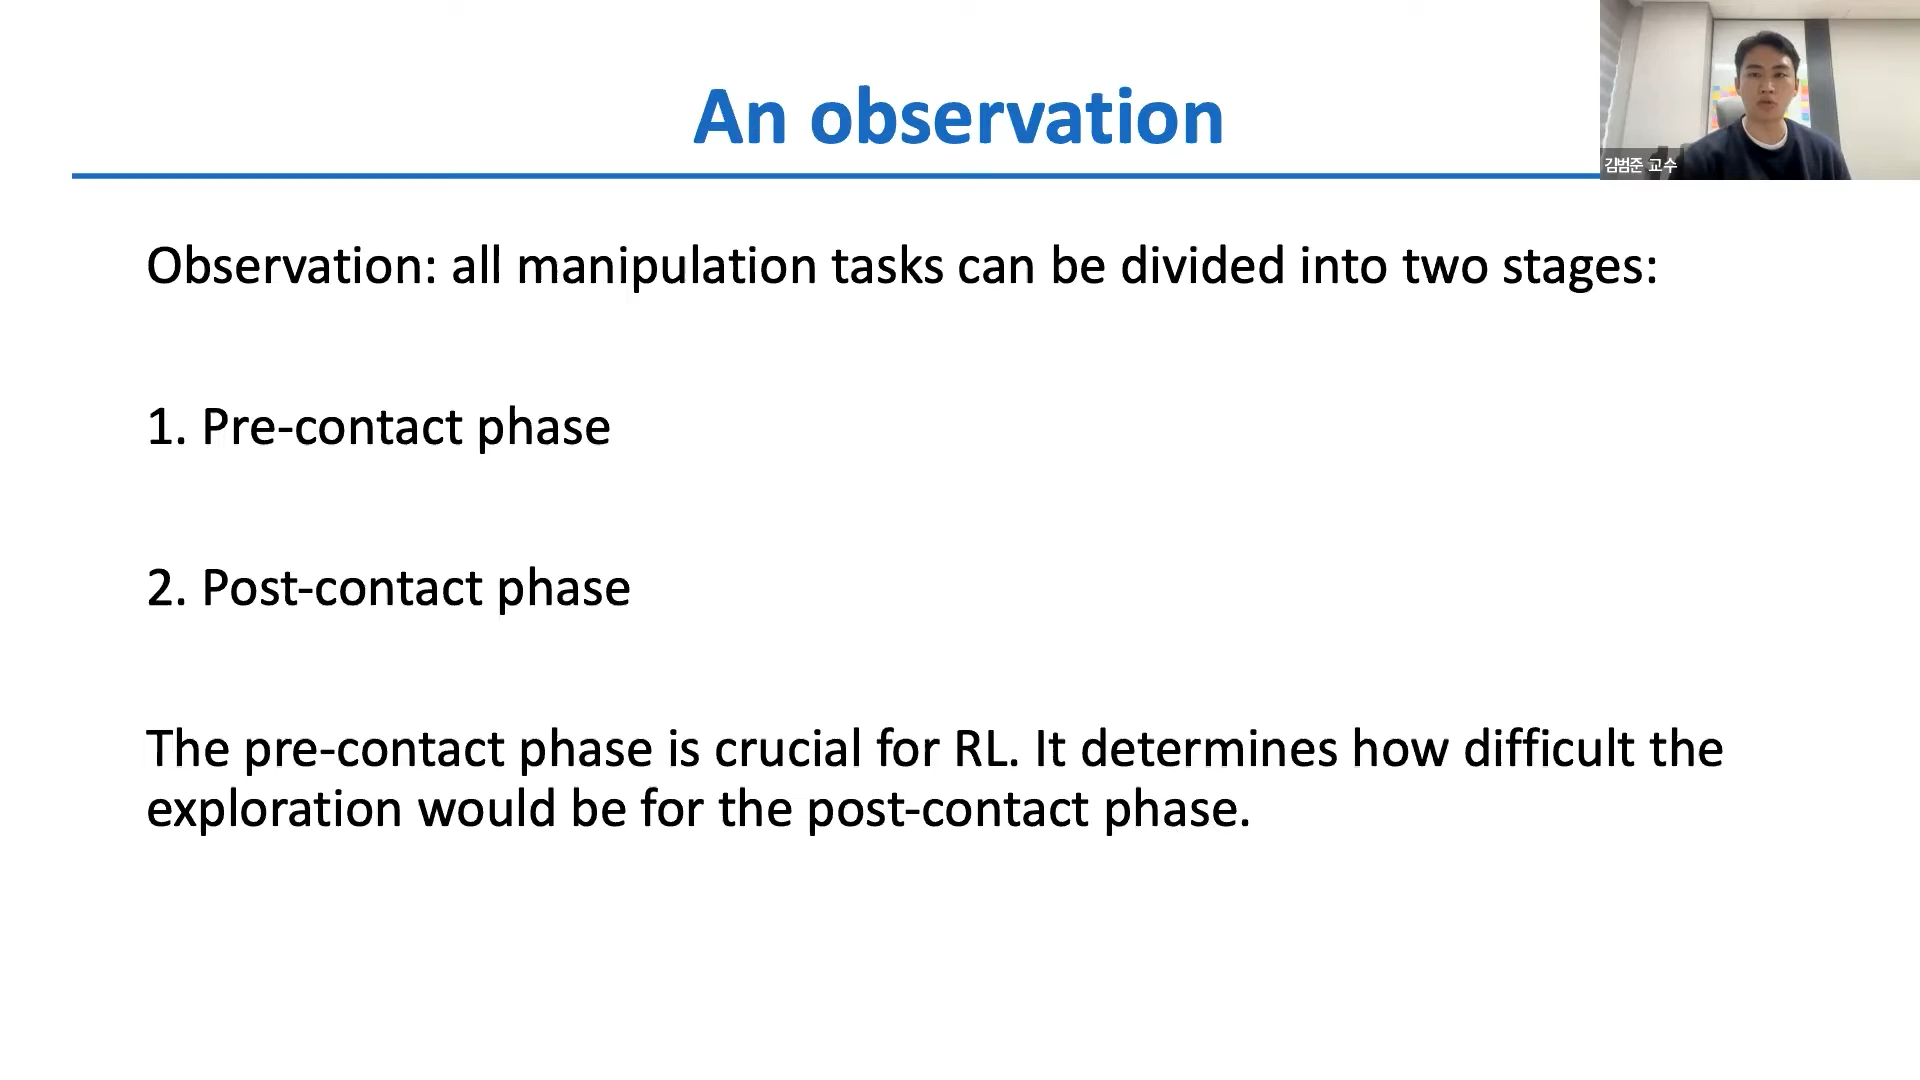 An observation
김범준 교수
Observation: all manipulation tasks can be divided into two stages:
1. Pre-contact phase
2. Post-contact phase
The pre-contact phase is crucial for RL. It determines how difficult the
exploration would be for the post-contact phase.